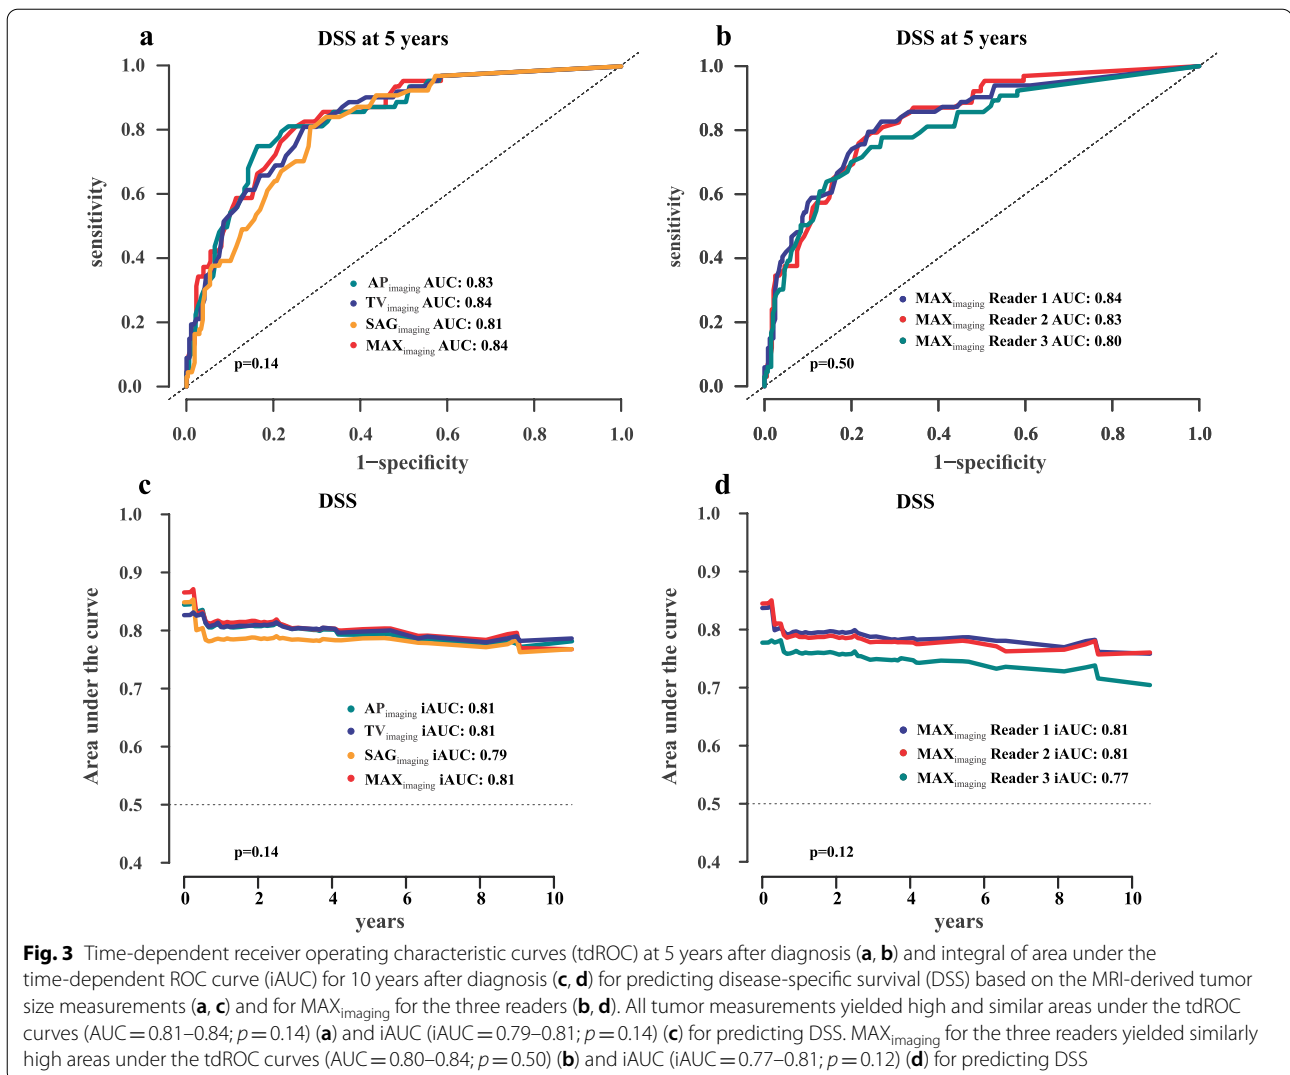 a
DSS at 5 years
1.0
0.8
0.6
0.4
0.2
0.0
sensitivity
APimaging AUC: 0.83
TVimaging AUC: 0.84
SAGimaging AUC: 0.81
MAXimaging AUC: 0.84
p=0.14
0.0 0.2 0.4 0.6 0.8 1.0
1−specificity
b
DSS at 5 years
1.0
0.8
0.6
0.4
0.2
0.0
sensitivity
MAXimaging Reader 1 AUC: 0.84
MAXimaging Reader 2 AUC: 0.83
MAXimaging Reader 3 AUC: 0.80
p=0.50
0.0 0.2 0.4 0.6 0.8 1.0
1−specificity
c
DSS
1.0
0.9
0.8
0.7
0.6
0.5
0.4
Area under the curve
APimaging iAUC: 0.81
TVimaging iAUC: 0.81
SAGimaging iAUC: 0.79
MAXimaging iAUC: 0.81
p=0.14
0 2 4 6 8 10
years
d
DSS
1.0
0.9
0.8
0.7
0.6
0.5
0.4
Area under the curve
MAXimaging Reader 1 iAUC: 0.81
MAXimaging Reader 2 iAUC: 0.81
MAXimaging Reader 3 iAUC: 0.77
p=0.12
0 2 4 6 8 10
years
Fig. 3 Time-dependent receiver operating characteristic curves (tdROC) at 5 years after diagnosis (a, b) and integral of area under the
time-dependent ROC curve (iAUC) for 10 years after diagnosis (c, d) for predicting disease-specific survival (DSS) based on the MRI-derived tumor
size measurements (a, c) and for MAXimaging for the three readers (b, d). All tumor measurements yielded high and similar areas under the tdROC
curves (AUC = 0.81–0.84; p = 0.14) (a) and iAUC (iAUC = 0.79–0.81; p = 0.14) (c) for predicting DSS. MAXimaging for the three readers yielded similarly
high areas under the tdROC curves (AUC = 0.80–0.84; p = 0.50) (b) and iAUC (iAUC = 0.77–0.81; p = 0.12) (d) for predicting DSS